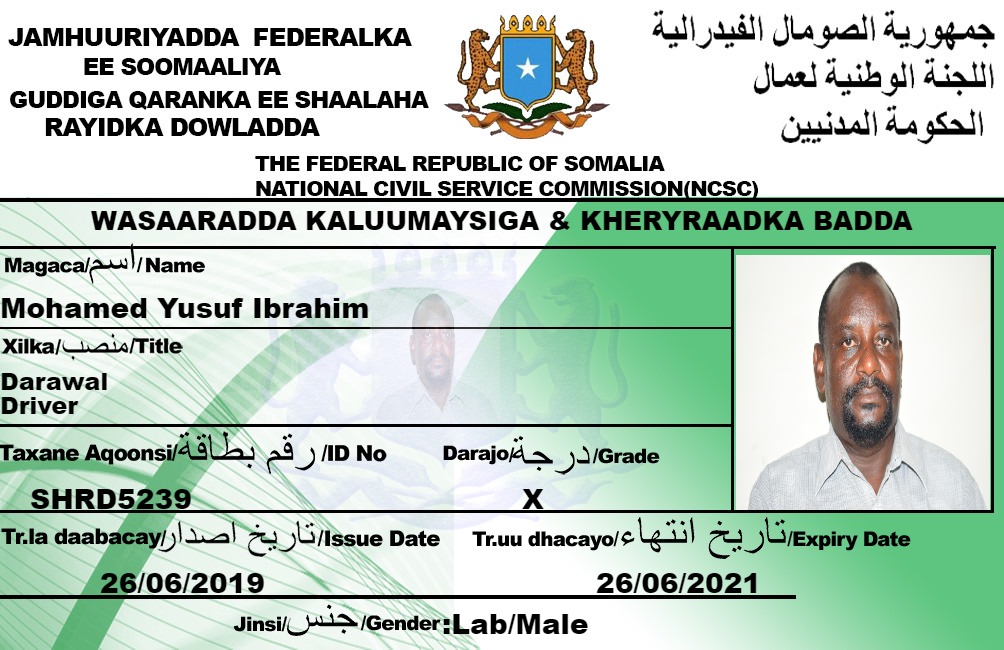 JAMHUURIYADDA FEDERALKA
EE SOOMAALIYA
GUDDIGA QARANKA EE SHAALAHA
RAYIDKA DOWLADDA
جمهورية الصومال الفيدرالية
اللجنة الوطنية لعمال
الحكومة المدنيين
THE FEDERAL REPUBLIC OF SOMALIA
NATIONAL CIVIL SERVICE COMMISSION(NCSC)
WASAARADDA KALUUMAYSIGA & KHERYRAADKA BADDA
Magaca/اسم/Name
Mohamed Yusuf Ibrahim
Xilka/منصب/Title
Darawal
Driver
Taxane Aqoonsi/رقم بطاقة/ID No
SHRD5239
Darajo/درجة/Grade
X
Tr.la daabacay/تاريخ اصدار/Issue Date
26/06/2019
Tr.uu dhacayo/تاريخ انتهاء/Expiry Date
26/06/2021
Jinsi/جنس/Gender:Lab/Male